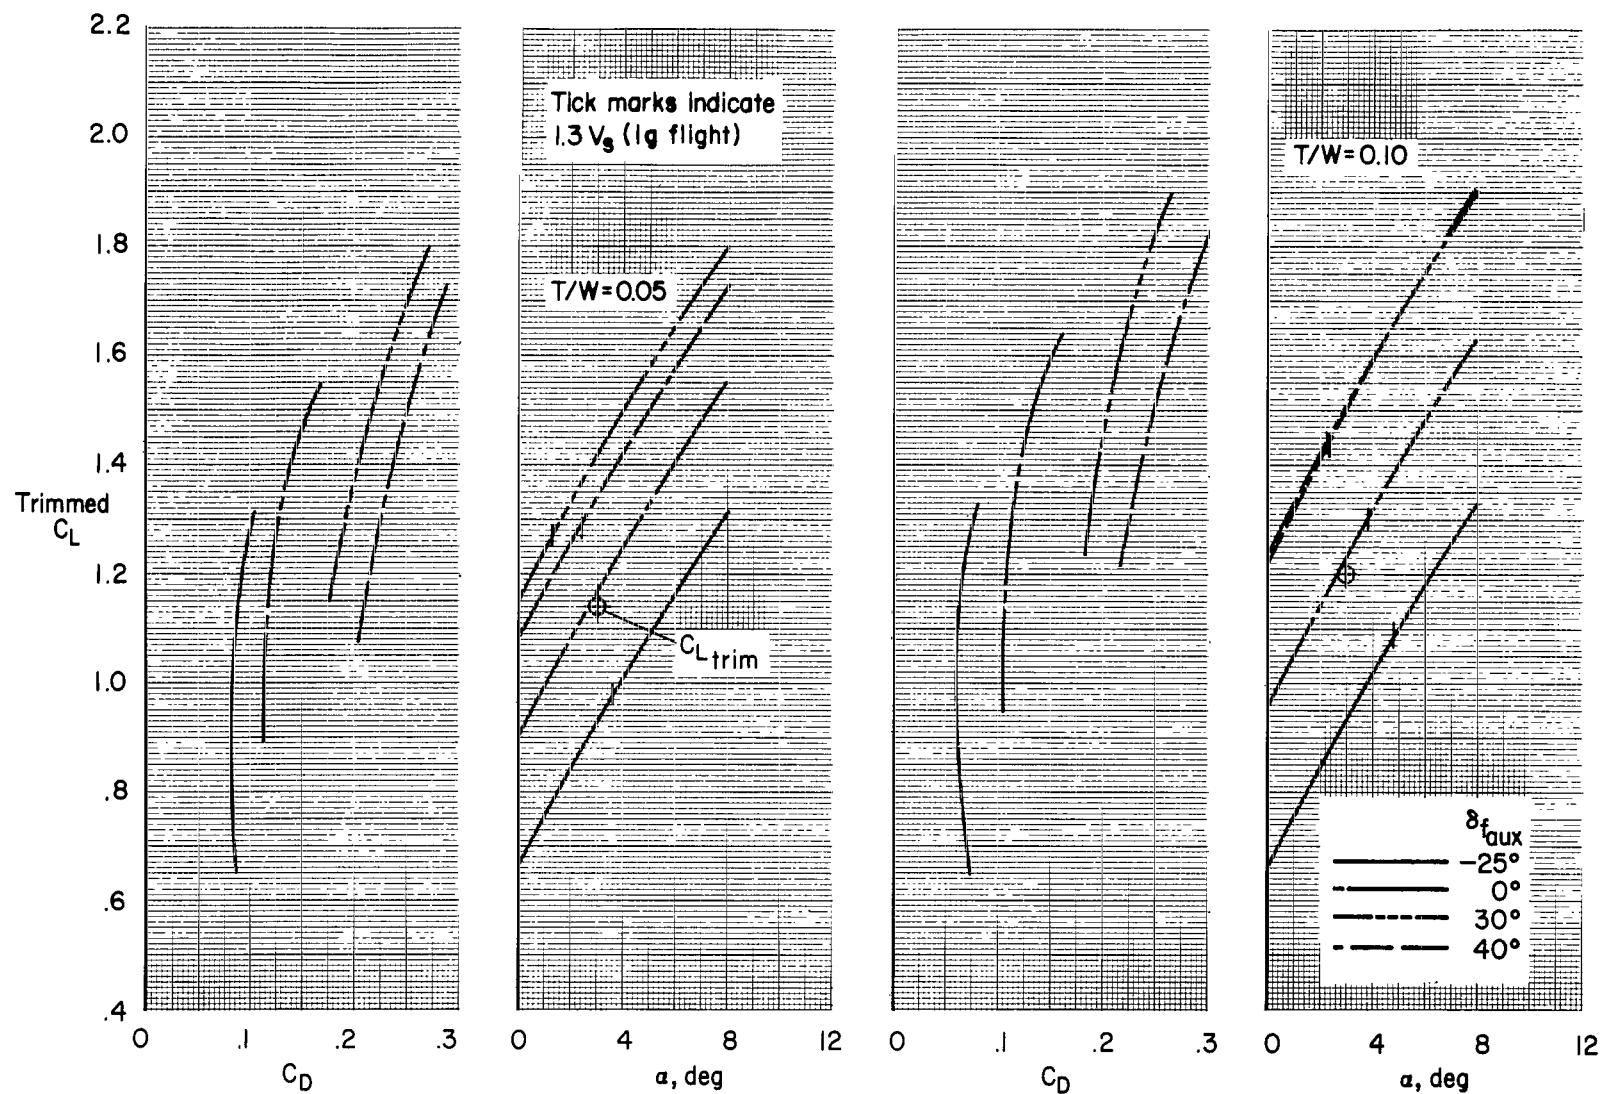 2.2
2.0
1.8
1.6
1.4
1.2
1.0
.8
.6
.4
Trimmed
C_L
0 .1 .2 .3
C_D
Tick marks indicate
1.3 V_s (1g flight)
T/W=0.05
C_L trim
0 4 8 12
α, deg
0 .1 .2 .3
C_D
T/W=0.10
δ_f aux
-25°
0°
30°
40°
0 4 8 12
α, deg